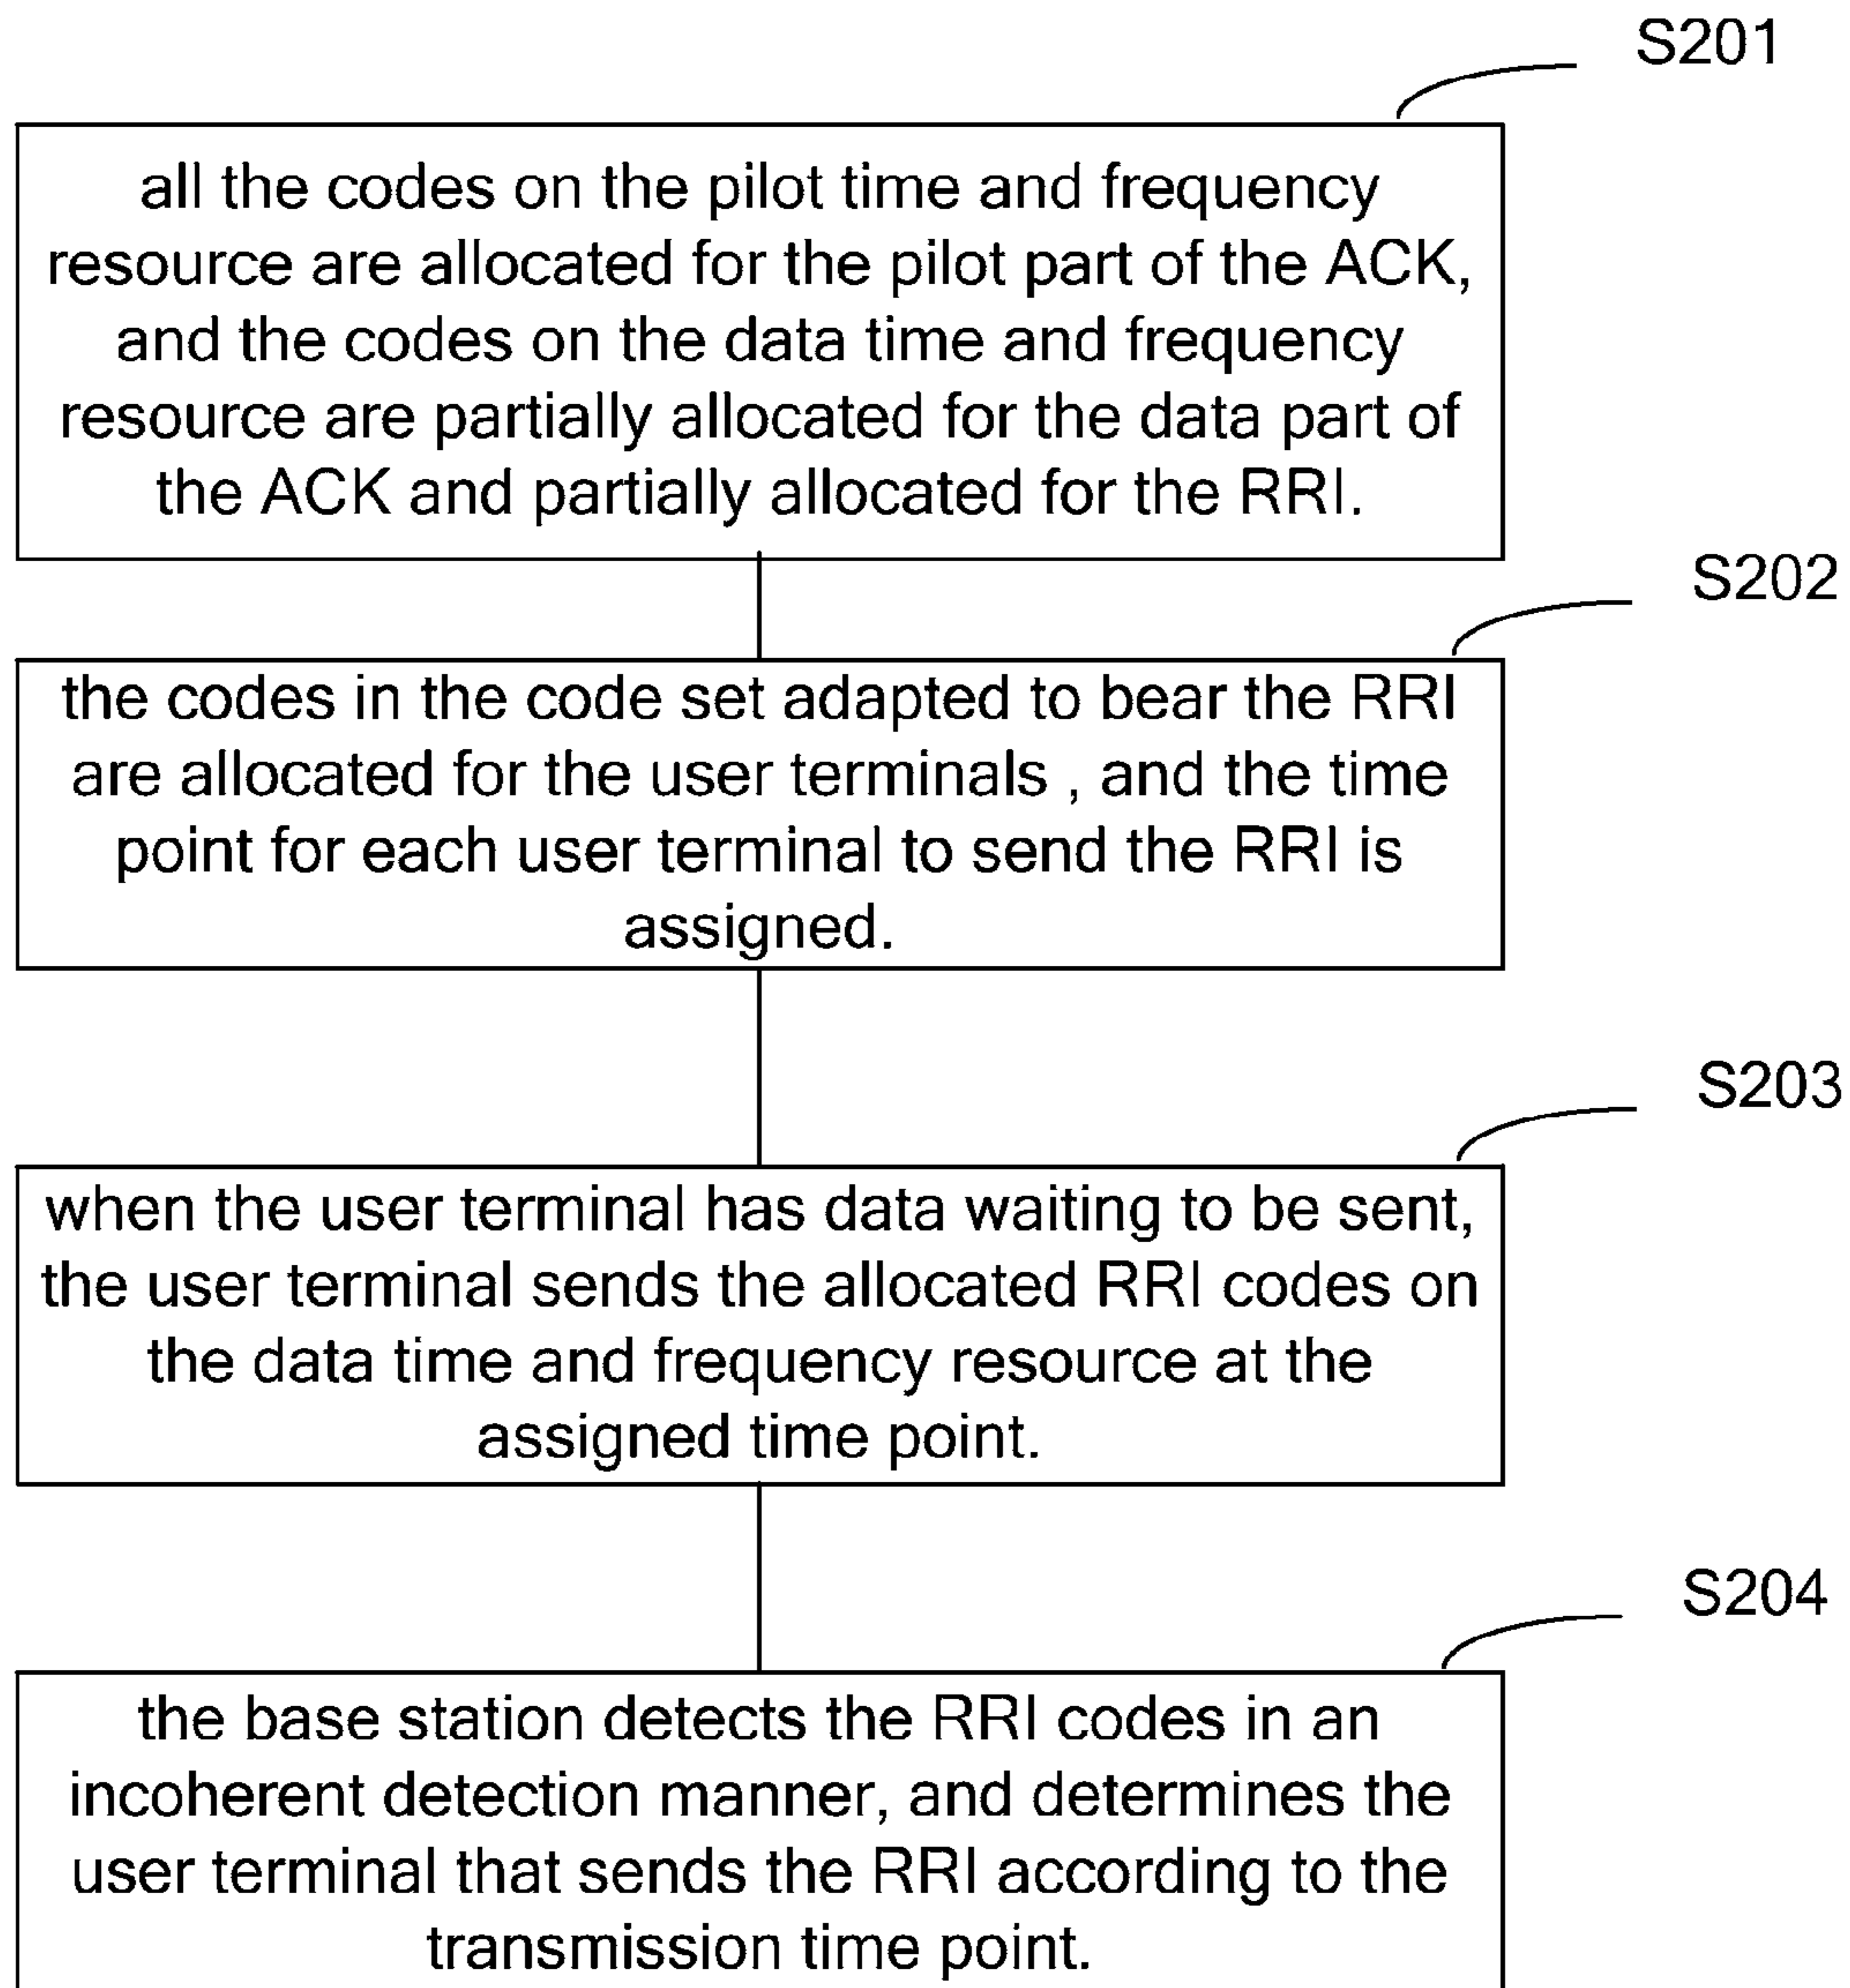 S201
all the codes on the pilot time and frequency
resource are allocated for the pilot part of the ACK,
and the codes on the data time and frequency
resource are partially allocated for the data part of
the ACK and partially allocated for the RRI.
S202
the codes in the code set adapted to bear the RRI
are allocated for the user terminals , and the time
point for each user terminal to send the RRI is
assigned.
S203
when the user terminal has data waiting to be sent,
the user terminal sends the allocated RRI codes on
the data time and frequency resource at the
assigned time point.
S204
the base station detects the RRI codes in an
incoherent detection manner, and determines the
user terminal that sends the RRI according to the
transmission time point.